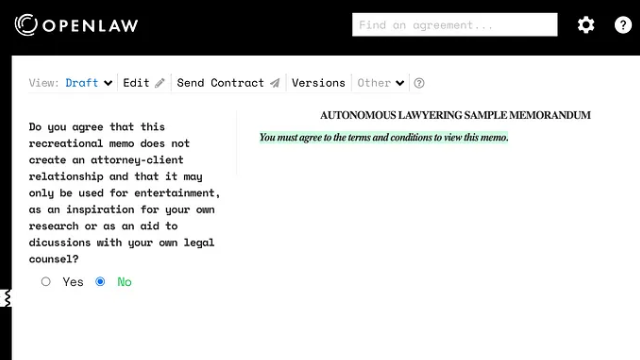 OPENLAW
Find an agreement...
?
View: Draft Edit Send Contract Versions Other ?
AUTONOMOUS LAWYERING SAMPLE MEMORANDUM
You must agree to the terms and conditions to view this memo.
Do you agree that this
recreational memo does not
create an attorney-client
relationship and that it may
only be used for entertainment,
as an inspiration for your own
research or as an aid to
dicussions with your own legal
counsel?
Yes No